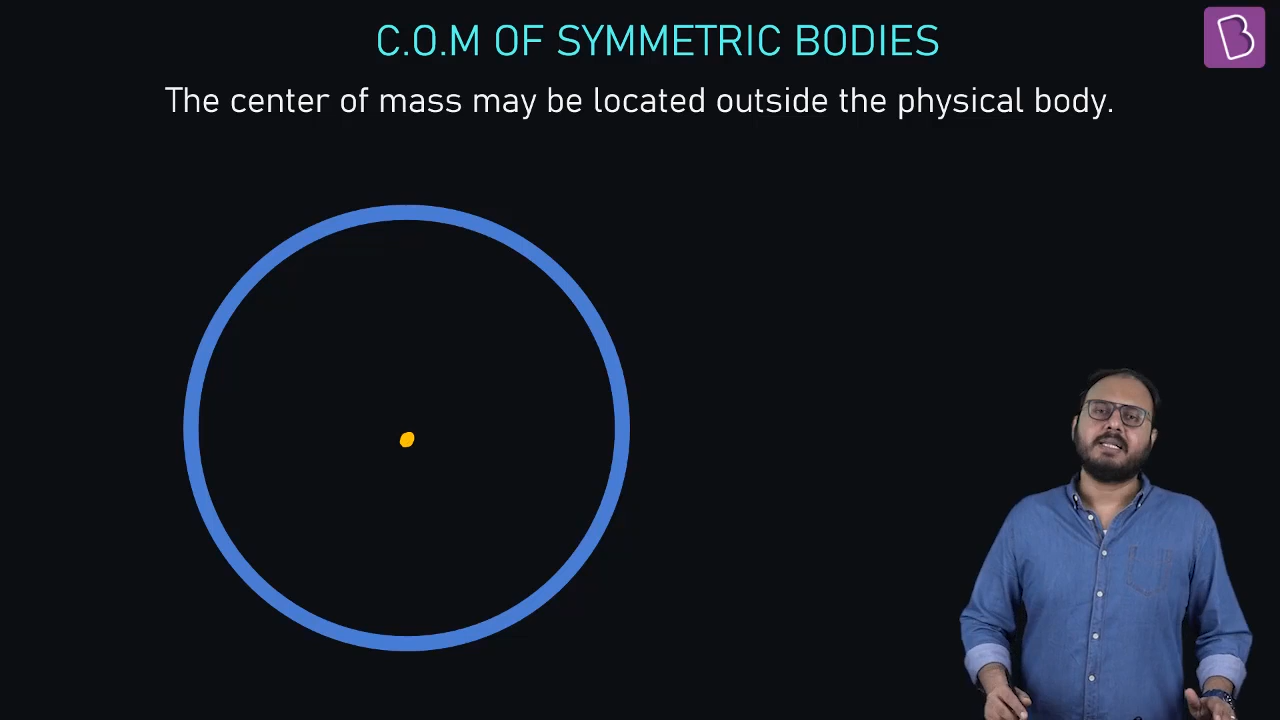 C.O.M OF SYMMETRIC BODIES
The center of mass may be located outside the physical body.